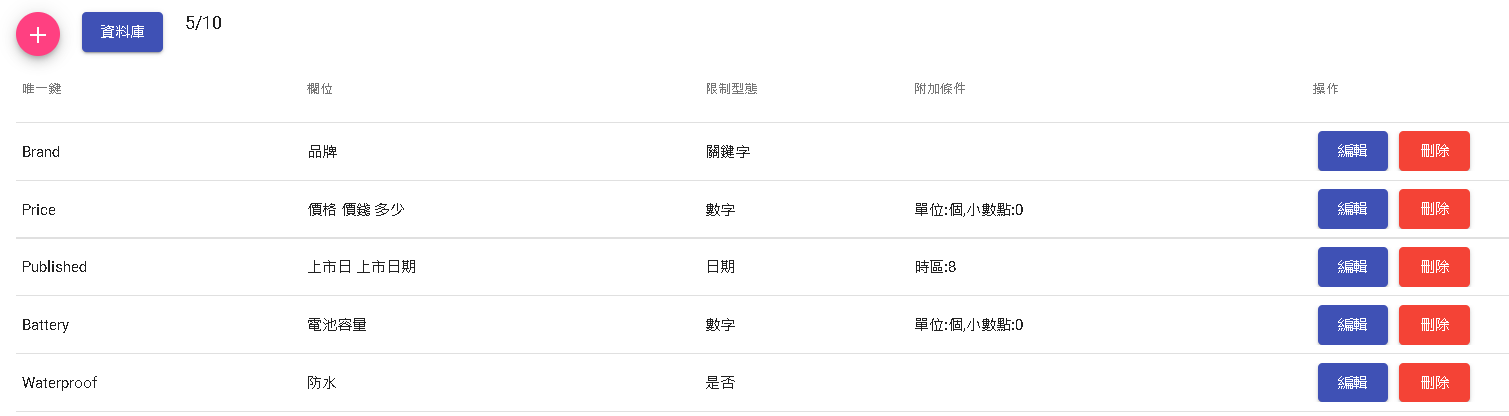 + 資料庫 5/10
唯一鍵 欄位 限制型態 附加條件 操作
Brand 品牌 關鍵字 編輯 刪除
Price 價格 價錢 多少 數字 單位:個,小數點:0 編輯 刪除
Published 上市日 上市日期 日期 時區:8 編輯 刪除
Battery 電池容量 數字 單位:個,小數點:0 編輯 刪除
Waterproof 防水 是否 編輯 刪除